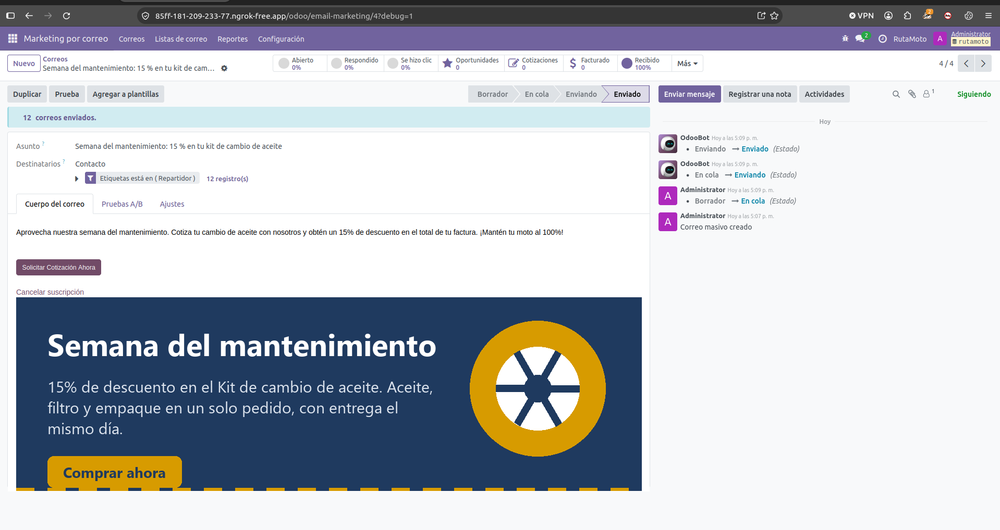 85ff-181-209-233-77.ngrok-free.app/odoo/email-marketing/4?debug=1
VPN
2
Marketing por correo
Correos
Listas de correo
Reportes
Configuración
2
RutaMoto
A
Administrator
rutamoto
Nuevo
Correos
Semana del mantenimiento: 15 % en tu kit de cam...
Abierto
0%
Respondido
0%
Se hizo clic
0%
Oportunidades
0
Cotizaciones
0
Facturado
0
Recibido
100%
Más
4 / 4
Duplicar
Prueba
Agregar a plantillas
Borrador
En cola
Enviando
Enviado
Enviar mensaje
Registrar una nota
Actividades
1
Siguiendo
12 correos enviados.
Asunto ?
Semana del mantenimiento: 15 % en tu kit de cambio de aceite
Destinatarios ?
Contacto
Etiquetas está en ( Repartidor )
12 registro(s)
Cuerpo del correo
Pruebas A/B
Ajustes
Aprovecha nuestra semana del mantenimiento. Cotiza tu cambio de aceite con nosotros y obtén un 15% de descuento en el total de tu factura. ¡Mantén tu moto al 100%!
Solicitar Cotización Ahora
Cancelar suscripción
Semana del mantenimiento
15% de descuento en el Kit de cambio de aceite. Aceite,
filtro y empaque en un solo pedido, con entrega el
mismo día.
Comprar ahora
Hoy
OdooBot Hoy a las 5:09 p. m.
• Enviando → Enviado (Estado)
OdooBot Hoy a las 5:09 p. m.
• En cola → Enviando (Estado)
A
Administrator Hoy a las 5:09 p. m.
• Borrador → En cola (Estado)
A
Administrator Hoy a las 5:07 p. m.
Correo masivo creado